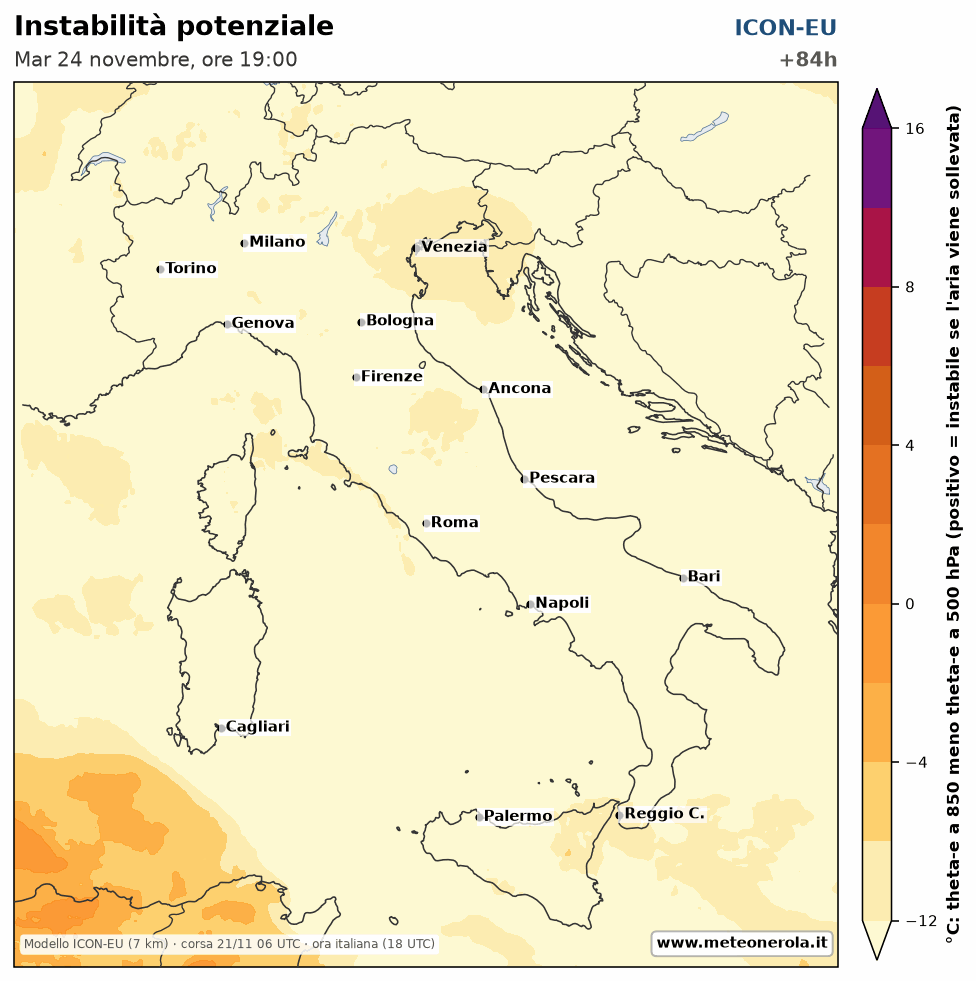 Instabilità potenziale
ICON-EU
Mar 24 novembre, ore 19:00
+84h
Milano
Venezia
Torino
Genova
Bologna
Firenze
Ancona
Pescara
Roma
Bari
Napoli
Cagliari
Palermo
Reggio C.
Modello ICON-EU (7 km) · corsa 21/11 06 UTC · ora italiana (18 UTC)
www.meteonerola.it
16
8
4
0
−4
−12
°C: theta-e a 850 meno theta-e a 500 hPa (positivo = instabile se l'aria viene sollevata)